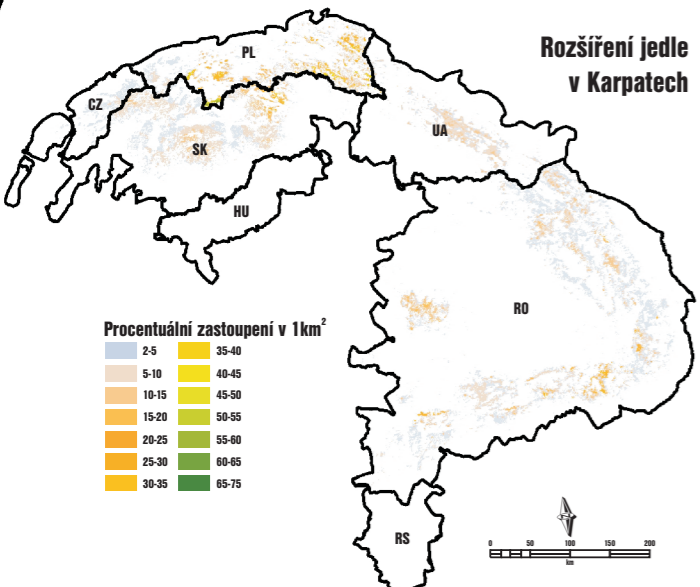 Rozšíření jedle
v Karpatech
PL
CZ
SK
UA
HU
RO
RS
Procentuální zastoupení v 1km²
2-5
5-10
10-15
15-20
20-25
25-30
30-35
35-40
40-45
45-50
50-55
55-60
60-65
65-75
0 50 100 150 200
km